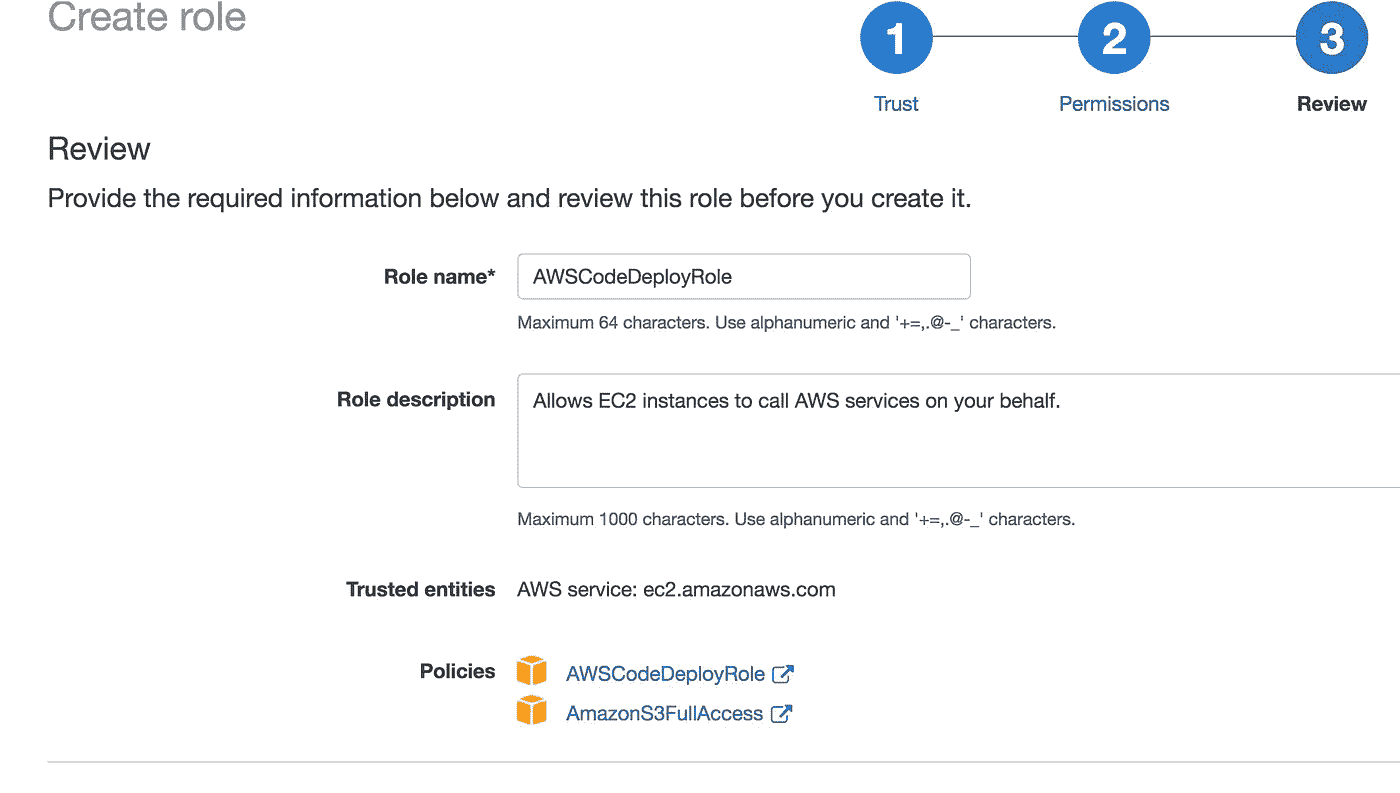 Create role
1 2 3
Trust Permissions Review
Review
Provide the required information below and review this role before you create it.
Role name* AWSCodeDeployRole
Maximum 64 characters. Use alphanumeric and '+=,.@-_' characters.
Role description Allows EC2 instances to call AWS services on your behalf.
Maximum 1000 characters. Use alphanumeric and '+=,.@-_' characters.
Trusted entities AWS service: ec2.amazonaws.com
Policies AWSCodeDeployRole
AmazonS3FullAccess